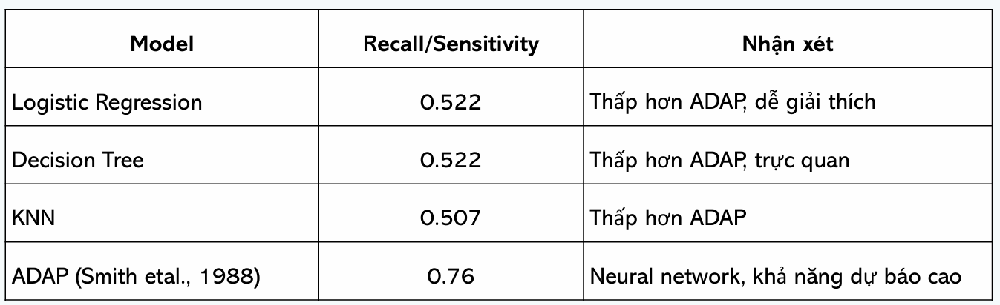 Model Recall/Sensitivity Nhận xét
Logistic Regression 0.522 Thấp hơn ADAP, dễ giải thích
Decision Tree 0.522 Thấp hơn ADAP, trực quan
KNN 0.507 Thấp hơn ADAP
ADAP (Smith etal., 1988) 0.76 Neural network, khả năng dự báo cao